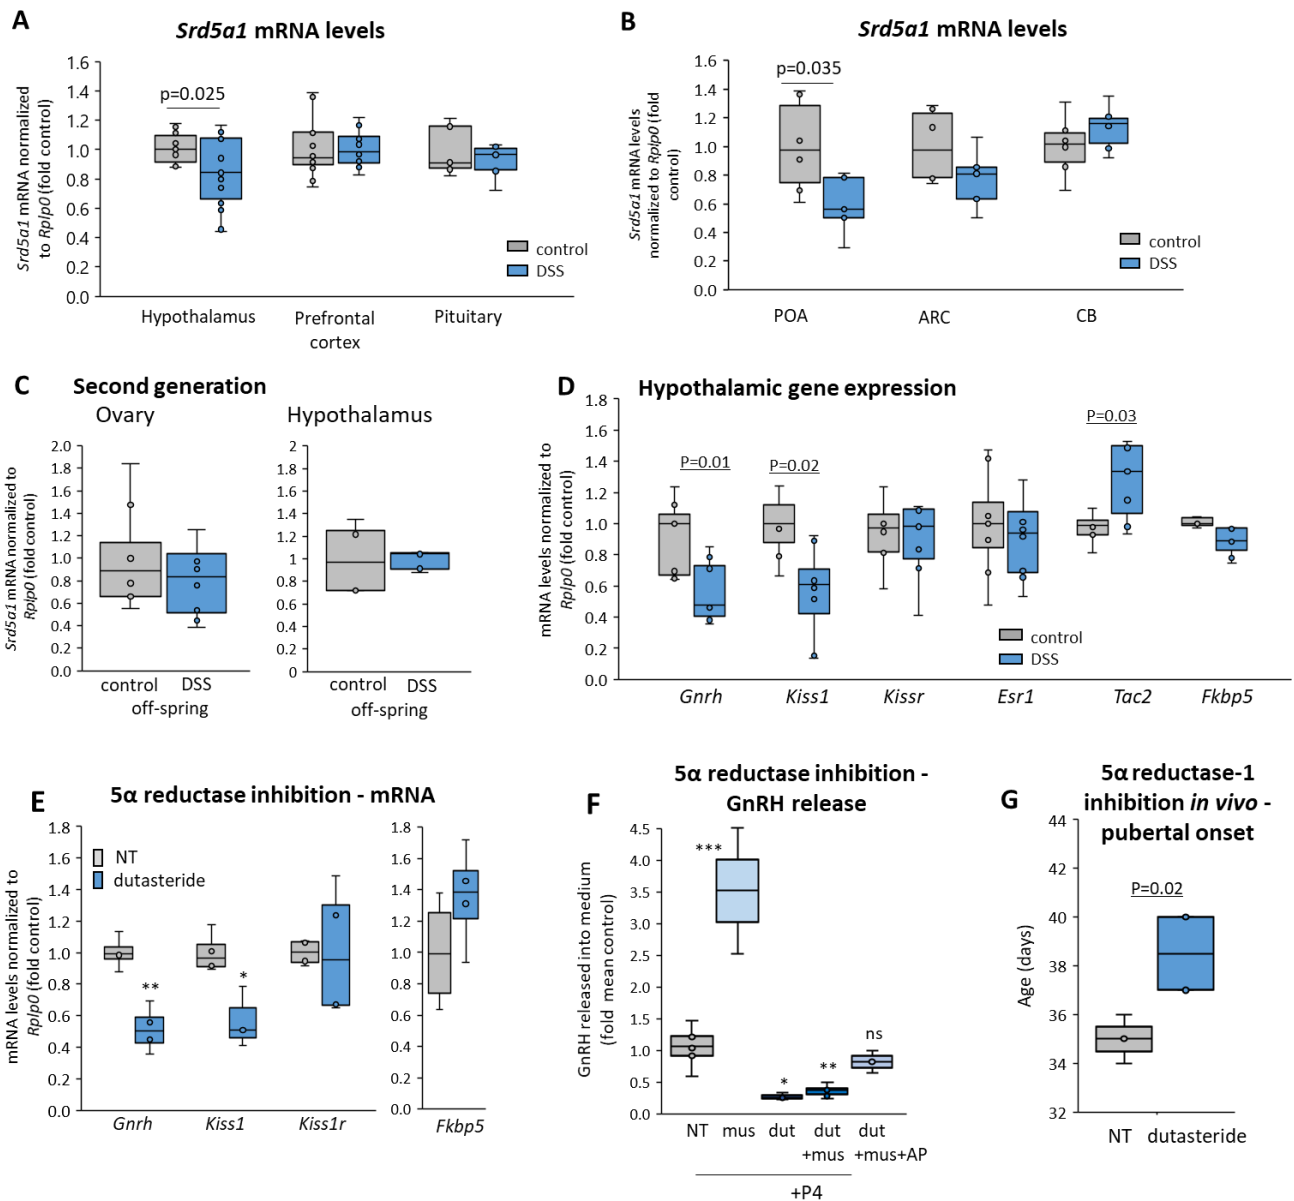 A
Srd5a1 mRNA levels
Srd5a1 mRNA normalized
to Rplp0 (fold control)
1.6
1.4
1.2
1.0
0.8
0.6
0.4
0.2
0.0
p=0.025
control
DSS
Hypothalamus
Prefrontal
cortex
Pituitary
B
Srd5a1 mRNA levels
Srd5a1 mRNA levels
normalized to Rplp0 (fold
control)
1.6
1.4
1.2
1.0
0.8
0.6
0.4
0.2
0.0
p=0.035
control
DSS
POA
ARC
CB
C
Second generation
Ovary
Srd5a1 mRNA normalized to
Rplp0 (fold control)
2.0
1.8
1.6
1.4
1.2
1.0
0.8
0.6
0.4
0.2
0.0
control DSS
off-spring
Hypothalamus
2
1.8
1.6
1.4
1.2
1
0.8
0.6
0.4
0.2
0
control DSS
off-spring
D
Hypothalamic gene expression
mRNA levels normalized to
Rplp0 (fold control)
1.8
1.6
1.4
1.2
1.0
0.8
0.6
0.4
0.2
0.0
P=0.01
P=0.02
P=0.03
control
DSS
Gnrh
Kiss1
Kissr
Esr1
Tac2
Fkbp5
E
5α reductase inhibition - mRNA
mRNA levels normalized to
Rplp0 (fold control)
1.8
1.6
1.4
1.2
1.0
0.8
0.6
0.4
0.2
0.0
NT
dutasteride
**
*
Gnrh
Kiss1
Kiss1r
1.8
1.6
1.4
1.2
1.0
0.8
0.6
0.4
0.2
0.0
Fkbp5
F
5α reductase inhibition -
GnRH release
GnRH released into medium
(fold mean control)
4.5
4.0
3.5
3.0
2.5
2.0
1.5
1.0
0.5
0.0
***
*
**
ns
NT
mus
dut
dut
+mus
dut
+mus+AP
+P4
G
5α reductase-1
inhibition in vivo -
pubertal onset
Age (days)
44
42
40
38
36
34
32
P=0.02
NT
dutasteride